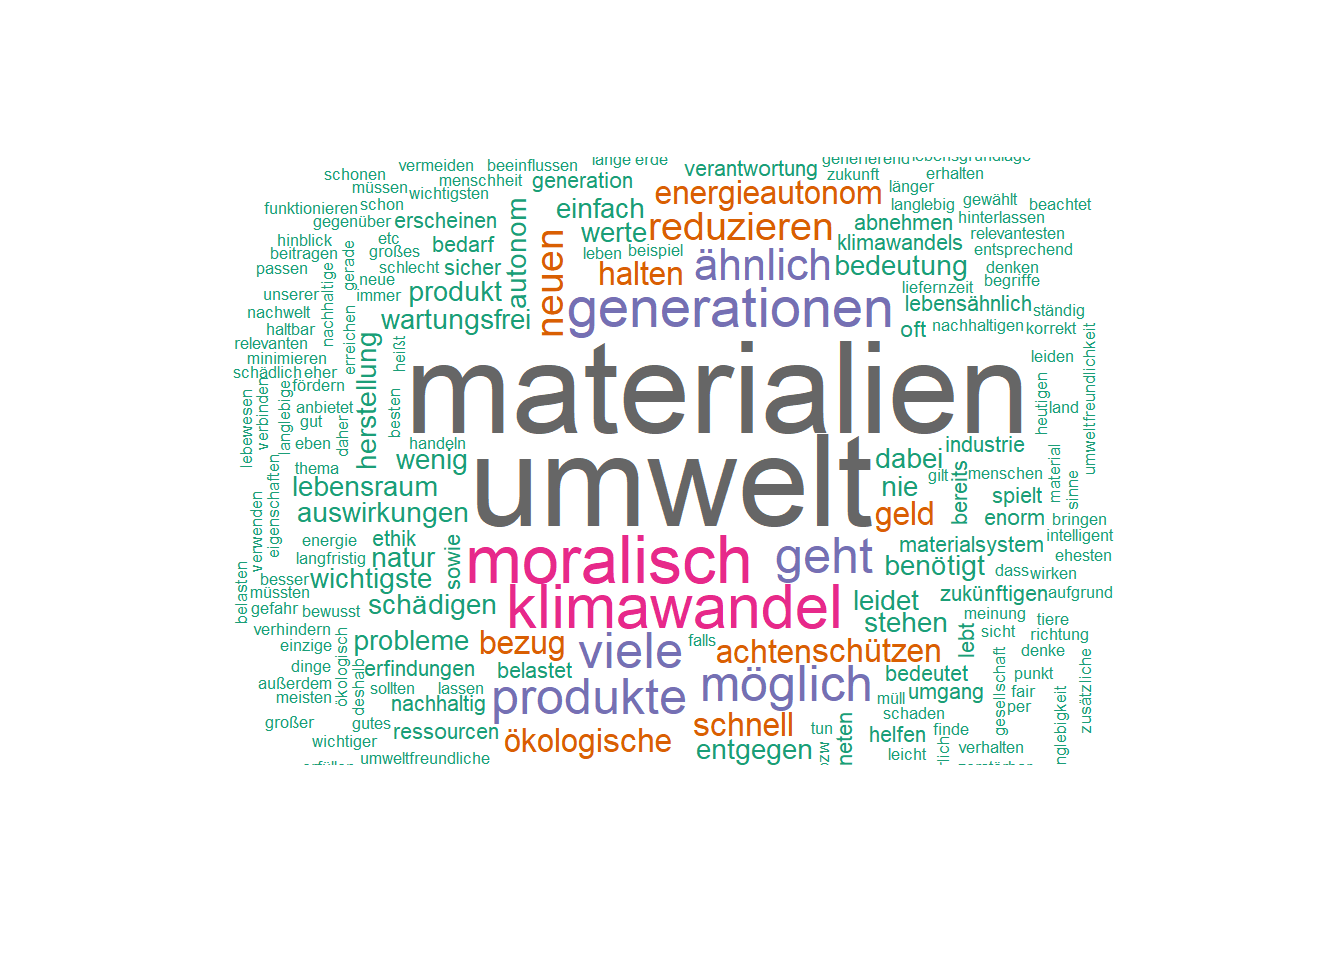 vermeiden
beeinflussen
lange
erde
verantwortung
generierend
lebensgrundlage
schonen
menschheit
generation
zukunft
erhalten
müssen
wichtigsten
energieautonom
länger
funktionieren
schon
einfach
reduzieren
langlebig
gewählt
beachtet
gegenüber
erscheinen
autonom
werte
abnehmen
hinterlassen
hinblick
etc
bedarf
neuen
leben
beispiel
ähnlich
klimawandels
relevantesten
beitragen
großes
gerade
entsprechend
passen
schlecht
sicher
halten
bedeutung
denken
unserer
nachhaltige
neue
immer
produkt
generationen
liefern
zeit
begriffe
nachwelt
wartungsfrei
lebensähnlich
ständig
haltbar
erreichen
oft
nachhaltigen
korrekt
relevanten
heißt
materialien
leiden
umweltfreundlichkeit
minimieren
herstellung
schädlich
eher
fördern
heutigen
lebewesen
verbinden
langlebige
anbietet
besten
land
gut
daher
eben
handeln
umwelt
industrie
thema
wenig
dabei
gilt
menschen
material
eigenschaften
lebensraum
nie
bereits
sinne
spielt
verwenden
auswirkungen
geld
enorm
bringen
energie
ethik
materialsystem
intelligent
langfristig
natur
sowie
moralisch
geht
benötigt
ehesten
belasten
besser
wichtigste
dass
wirken
müssten
klimawandel
leidet
zukünftigen
aufgrund
gefahr
bewusst
schädigen
stehen
meinung
tiere
verhindern
probleme
bezug
viele
falls
lebt
sicht
richtung
einzige
ökologisch
achten
schützen
denke
dinge
deshalb
erfindungen
belastet
bedeutet
gesellschaft
punkt
zusätzliche
außerdem
sollten
lassen
produkte
möglich
müll
umgang
fair
meisten
nachhaltig
schaden
per
großer
gutes
ressourcen
schnell
tun
helfen
finde
wichtiger
ökologische
entgegen
bzw
neten
leicht
rlich
verhalten
nglebigkeit
umweltfreundliche